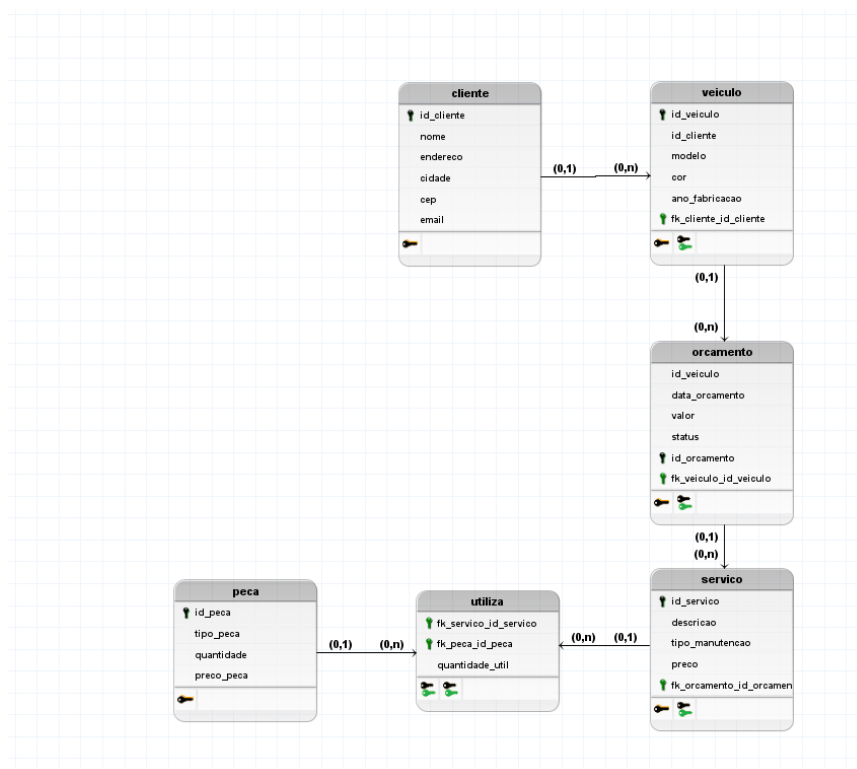 cliente
id_cliente
nome
endereco
cidade
cep
email
(0,1)
(0,n)
veiculo
id_veiculo
id_cliente
modelo
cor
ano_fabricacao
fk_cliente_id_cliente
(0,1)
(0,n)
orcamento
id_veiculo
data_orcamento
valor
status
id_orcamento
fk_veiculo_id_veiculo
(0,1)
(0,n)
peca
id_peca
tipo_peca
quantidade
preco_peca
(0,1)
(0,n)
utiliza
fk_servico_id_servico
fk_peca_id_peca
quantidade_util
(0,n)
(0,1)
servico
id_servico
descricao
tipo_manutencao
preco
fk_orcamento_id_orcamen